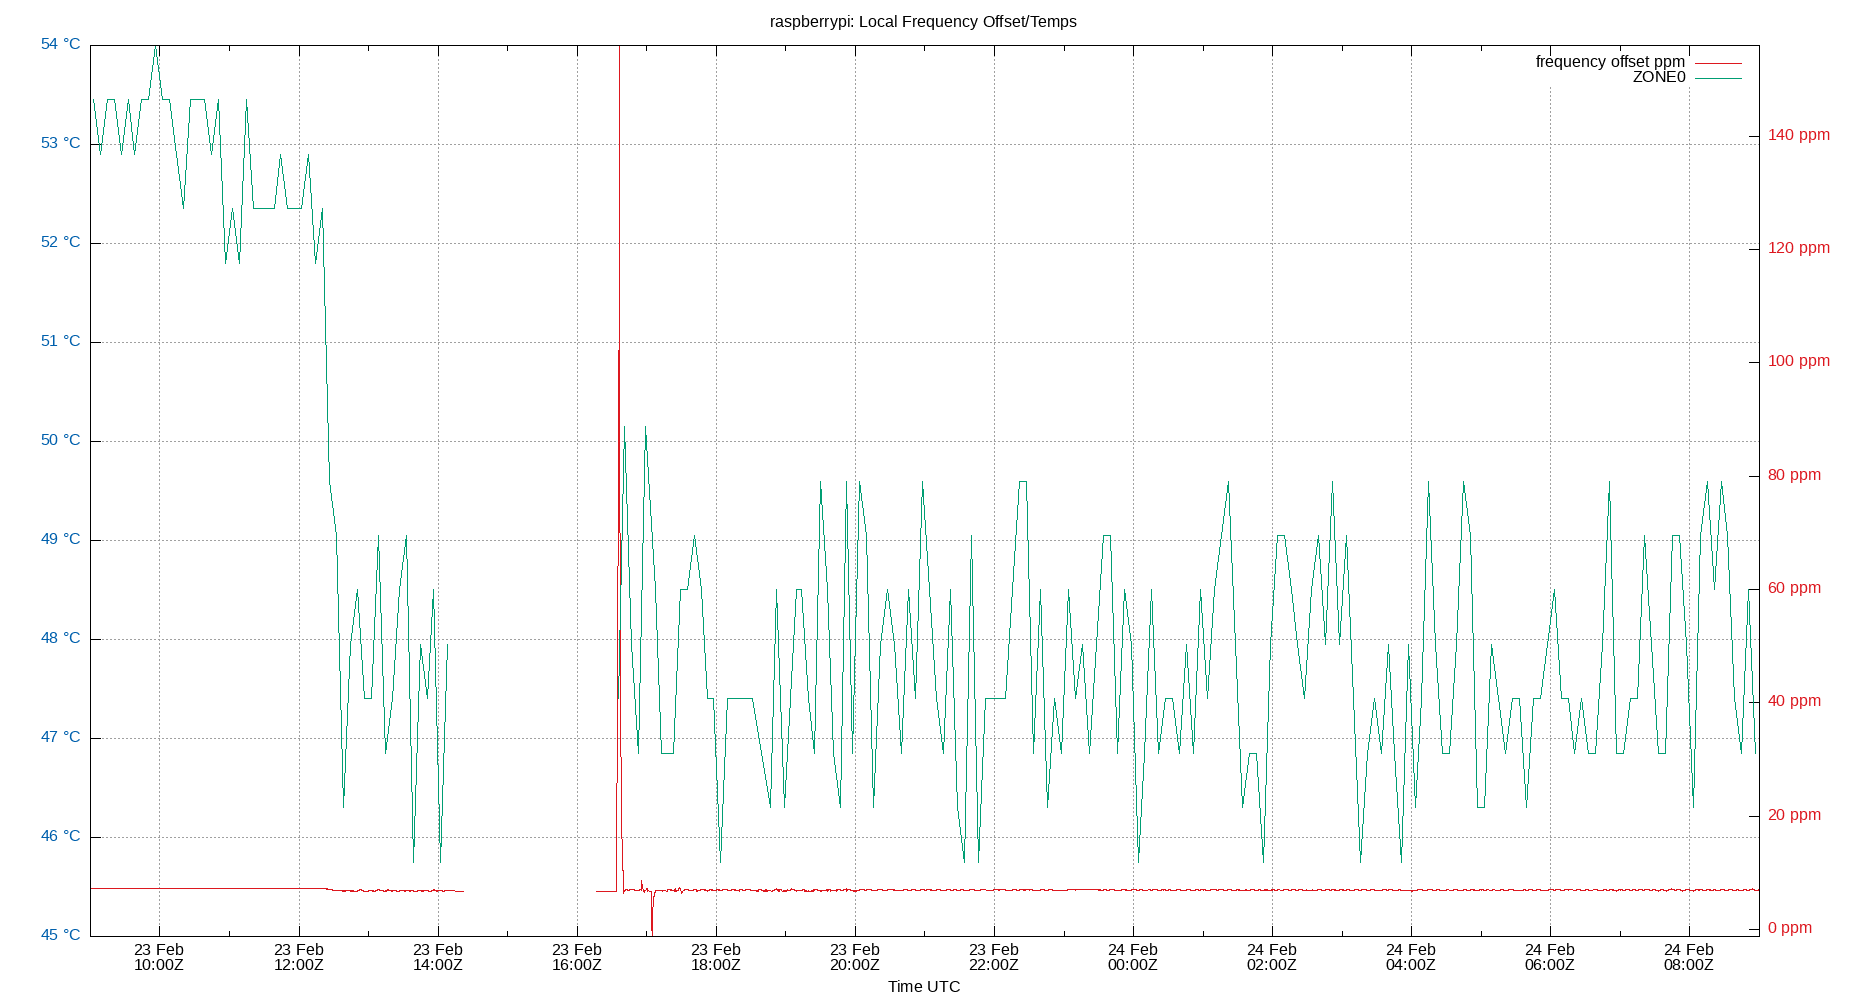 raspberrypi: Local Frequency Offset/Temps
54 °C
53 °C
52 °C
51 °C
50 °C
49 °C
48 °C
47 °C
46 °C
45 °C
frequency offset ppm
ZONE0
140 ppm
120 ppm
100 ppm
80 ppm
60 ppm
40 ppm
20 ppm
0 ppm
23 Feb 23 Feb 23 Feb 23 Feb 23 Feb 23 Feb 23 Feb 24 Feb 24 Feb 24 Feb 24 Feb 24 Feb
10:00Z 12:00Z 14:00Z 16:00Z 18:00Z 20:00Z 22:00Z 00:00Z 02:00Z 04:00Z 06:00Z 08:00Z
Time UTC